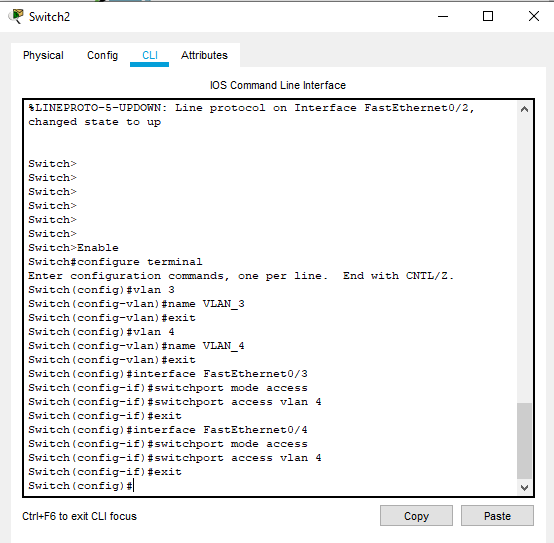 Switch2
Physical Config CLI Attributes
IOS Command Line Interface
%LINEPROTO-5-UPDOWN: Line protocol on Interface FastEthernet0/2,
changed state to up
Switch>
Switch>
Switch>
Switch>
Switch>
Switch>
Switch>Enable
Switch#configure terminal
Enter configuration commands, one per line.  End with CNTL/Z.
Switch(config)#vlan 3
Switch(config-vlan)#name VLAN_3
Switch(config-vlan)#exit
Switch(config)#vlan 4
Switch(config-vlan)#name VLAN_4
Switch(config-vlan)#exit
Switch(config)#interface FastEthernet0/3
Switch(config-if)#switchport mode access
Switch(config-if)#switchport access vlan 4
Switch(config-if)#exit
Switch(config)#interface FastEthernet0/4
Switch(config-if)#switchport mode access
Switch(config-if)#switchport access vlan 4
Switch(config-if)#exit
Switch(config)#
Ctrl+F6 to exit CLI focus
Copy Paste